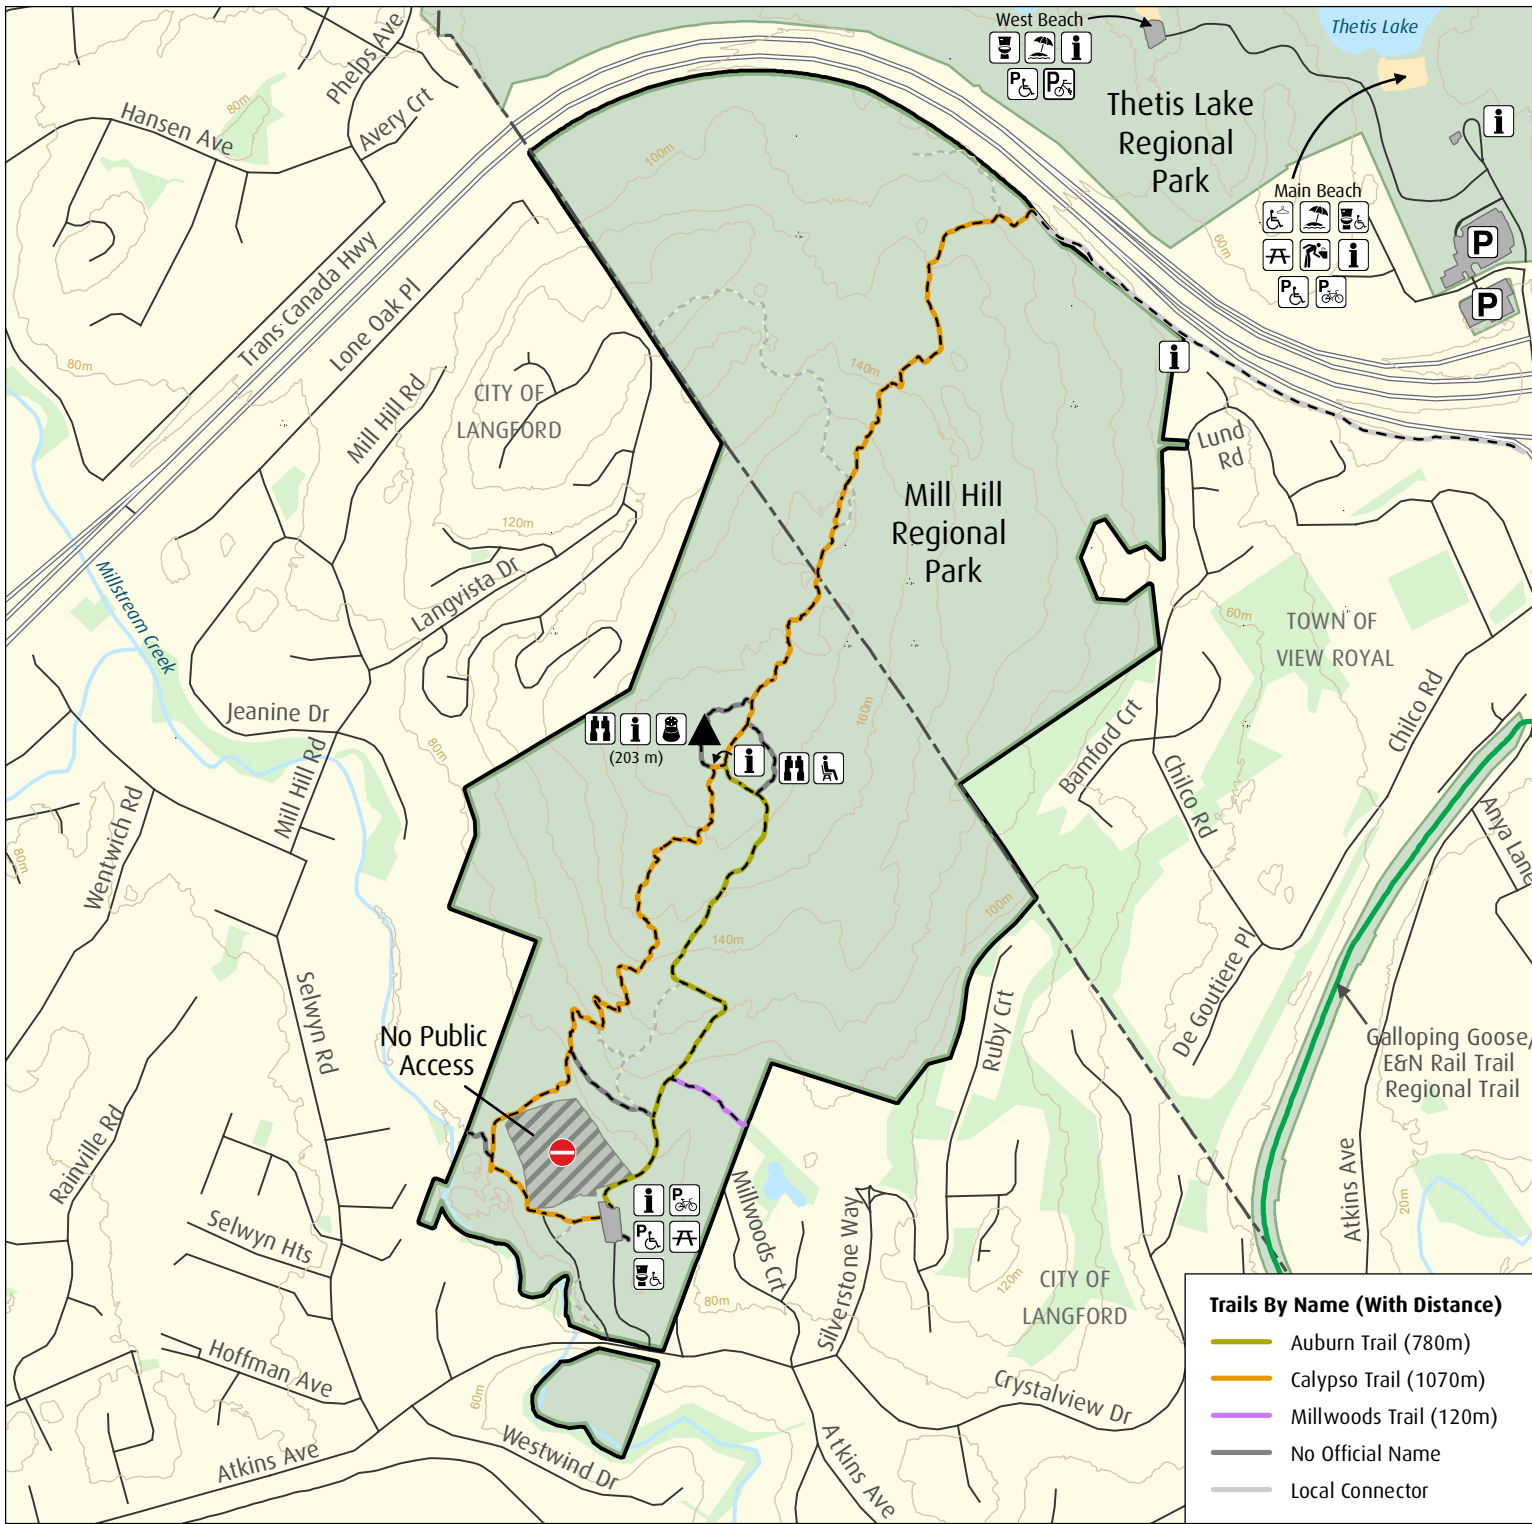 West Beach
Thetis Lake
Phelps Ave
80m
Hansen Ave
Avery Crt
Thetis Lake
Regional
Park
i
i
100m
Main Beach
P
P
P
P
i
P
P
60m
Trans Canada Hwy
Lone Oak Pl
80m
140m
i
Mill Hill Rd
CITY OF
LANGFORD
Lund
Rd
Mill Hill
Regional
Park
120m
Langvista Dr
Millstream Creek
60m
TOWN OF
VIEW ROYAL
Chilco Rd
Jeanine Dr
160m
Bamford Crt
i
(203 m)
i
80m
Mill Hill Rd
Chilco Rd
Anya Lane
Wentwich Rd
80m
100m
140m
De Goutiere Pl
Selwyn Rd
Ruby Crt
No Public
Access
Galloping Goose/
E&N Rail Trail
Regional Trail
Rainville Rd
i
P
P
Millwoods Crt
Silverstone Way
Atkins Ave
20m
Selwyn Hts
120m
CITY OF
LANGFORD
80m
Hoffman Ave
60m
Crystalview Dr
Atkins Ave
Westwind Dr
Atkins Ave
Trails By Name (With Distance)
Auburn Trail (780m)
Calypso Trail (1070m)
Millwoods Trail (120m)
No Official Name
Local Connector